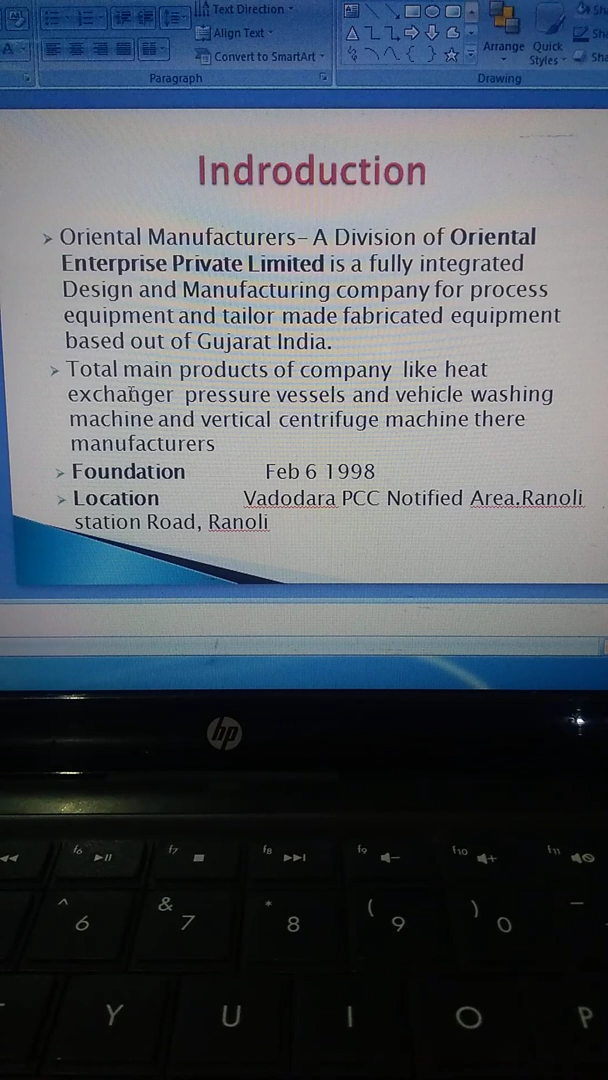 Text Direction
Align Text
Convert to SmartArt
Paragraph
Arrange
Quick
Styles
Drawing
Indroduction
Oriental Manufacturers- A Division of Oriental
Enterprise Private Limited is a fully integrated
Design and Manufacturing company for process
equipment and tailor made fabricated equipment
based out of Gujarat India.
Total main products of company like heat
exchanger pressure vessels and vehicle washing
machine and vertical centrifuge machine there
manufacturers
Foundation Feb 6 1998
Location Vadodara PCC Notified Area.Ranoli
station Road, Ranoli
hp
f6 f7 f8 f9 f10 f11
^ & * ( ) —
6 7 8 9 0
Y U I O P